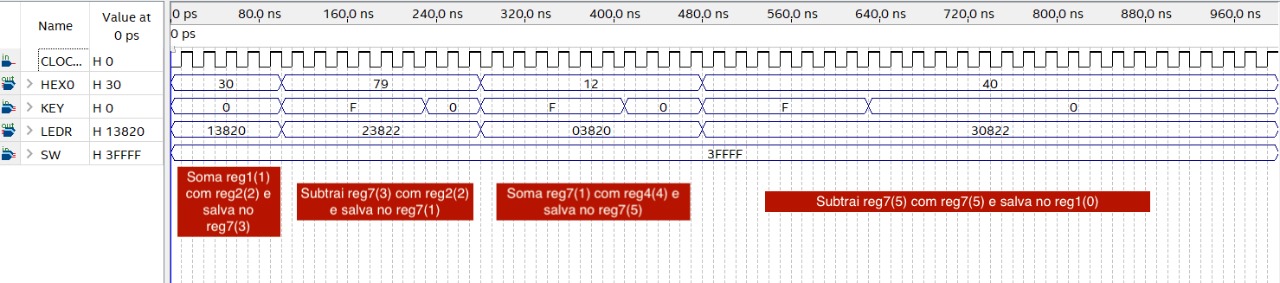 Name
Value at
0 ps
0 ps
80.0 ns
160.0 ns
240.0 ns
320.0 ns
400.0 ns
480.0 ns
560.0 ns
640.0 ns
720.0 ns
800.0 ns
880.0 ns
960.0 ns
0 ps
in
CLOC...
H 0
out
> HEX0
H 30
30
79
12
40
in
> KEY
H 0
0
F
0
F
0
F
0
out
> LEDR
H 13820
13820
23822
03820
30822
in
> SW
H 3FFFF
3FFFF
Soma reg1(1)
com reg2(2) e
salva no
reg7(3)
Subtrai reg7(3) com reg2(2)
e salva no reg7(1)
Soma reg7(1) com reg4(4) e
salva no reg7(5)
Subtrai reg7(5) com reg7(5) e salva no reg1(0)